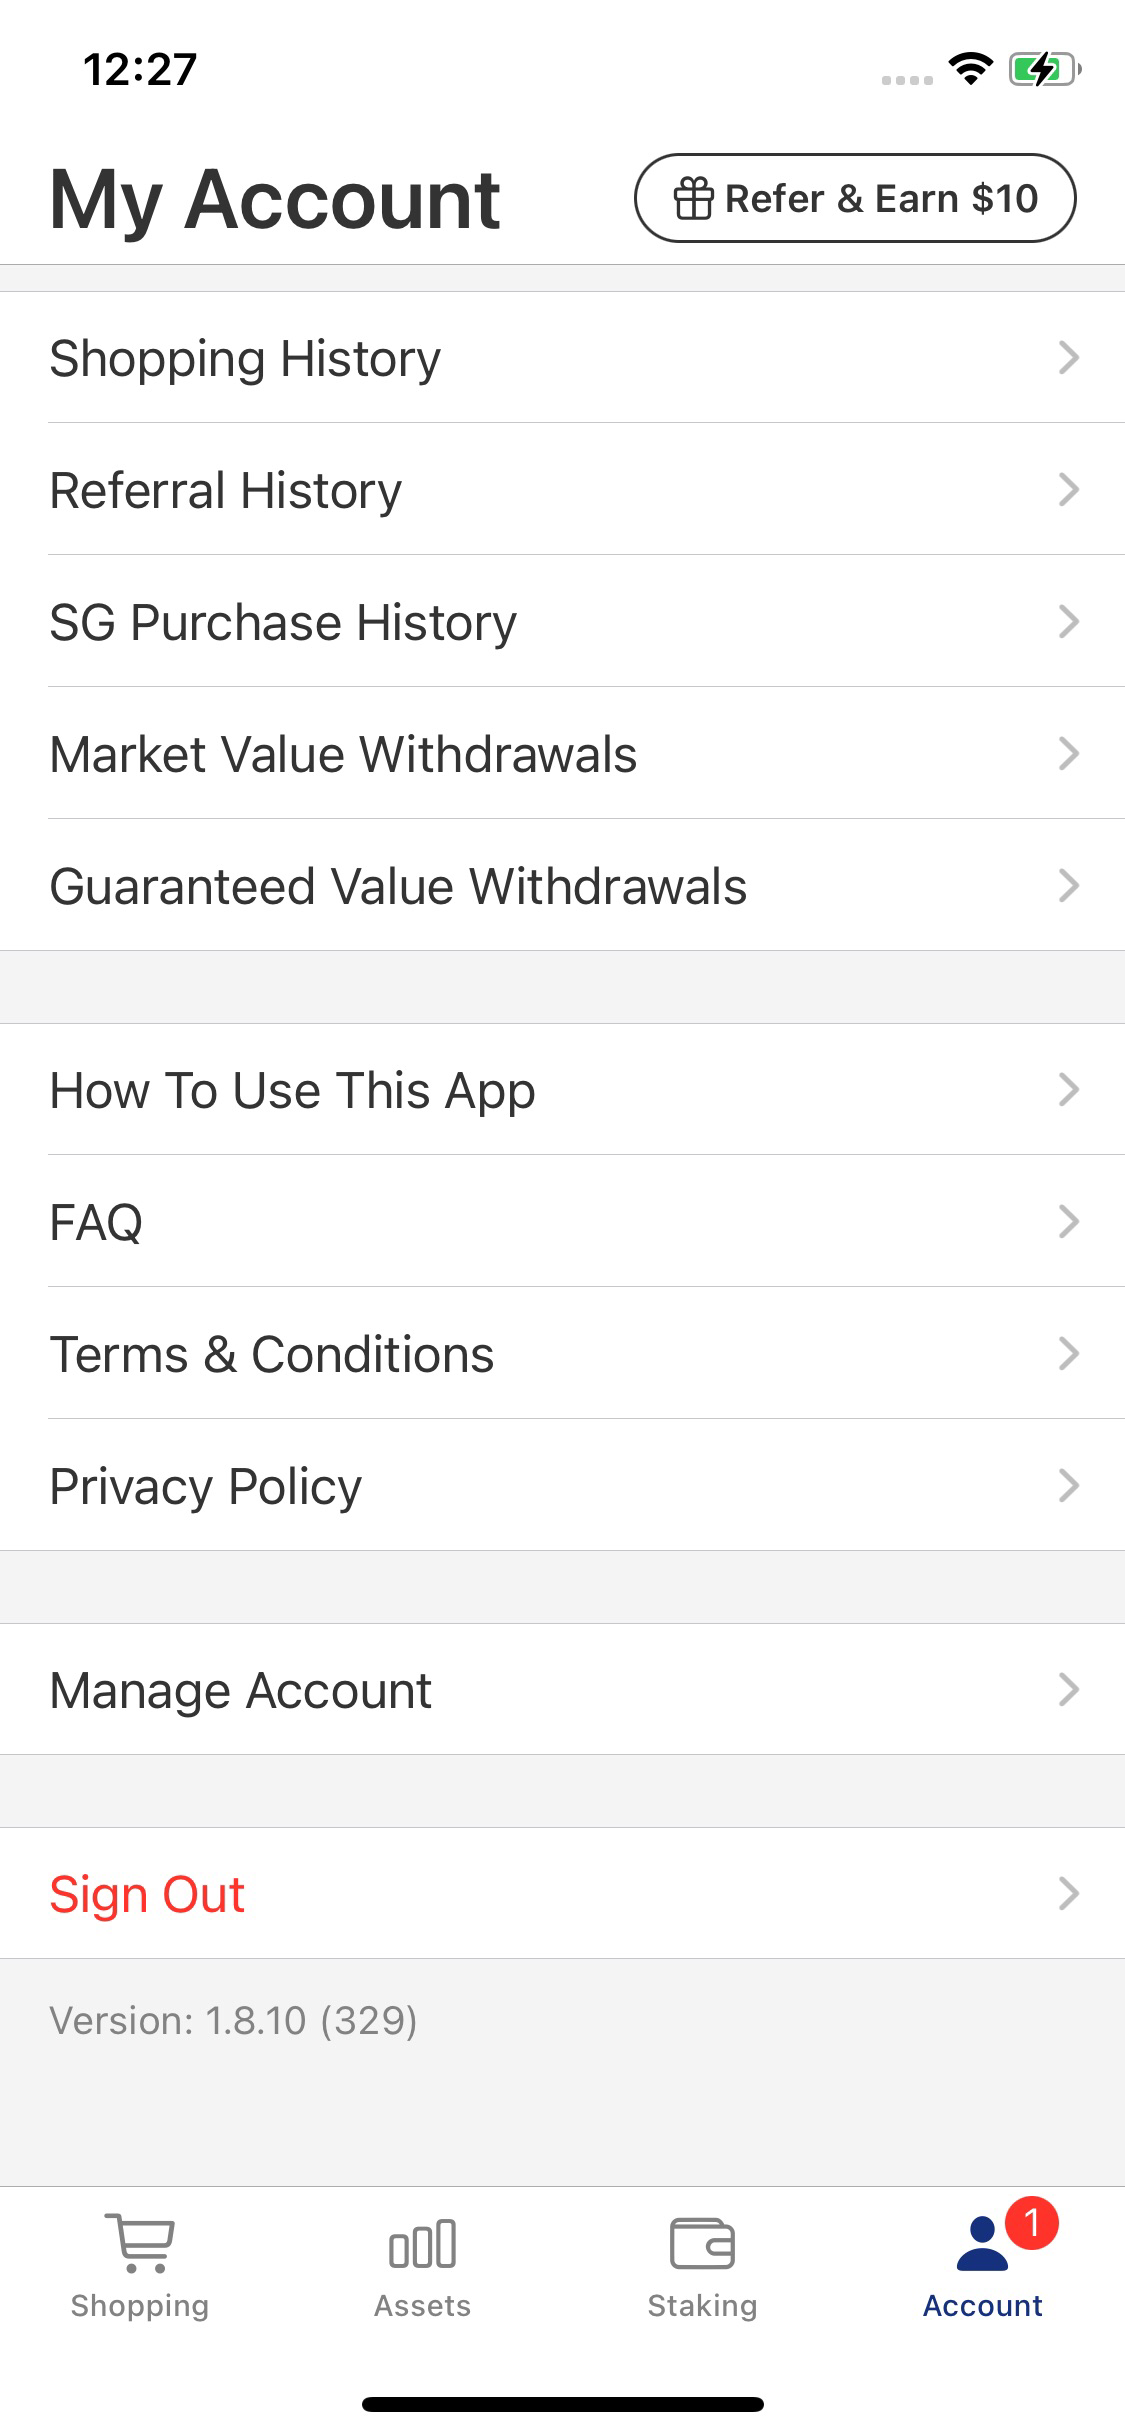 12:27
My Account
Refer & Earn $10
Shopping History
Referral History
SG Purchase History
Market Value Withdrawals
Guaranteed Value Withdrawals
How To Use This App
FAQ
Terms & Conditions
Privacy Policy
Manage Account
Sign Out
Version: 1.8.10 (329)
1
Shopping
Assets
Staking
Account